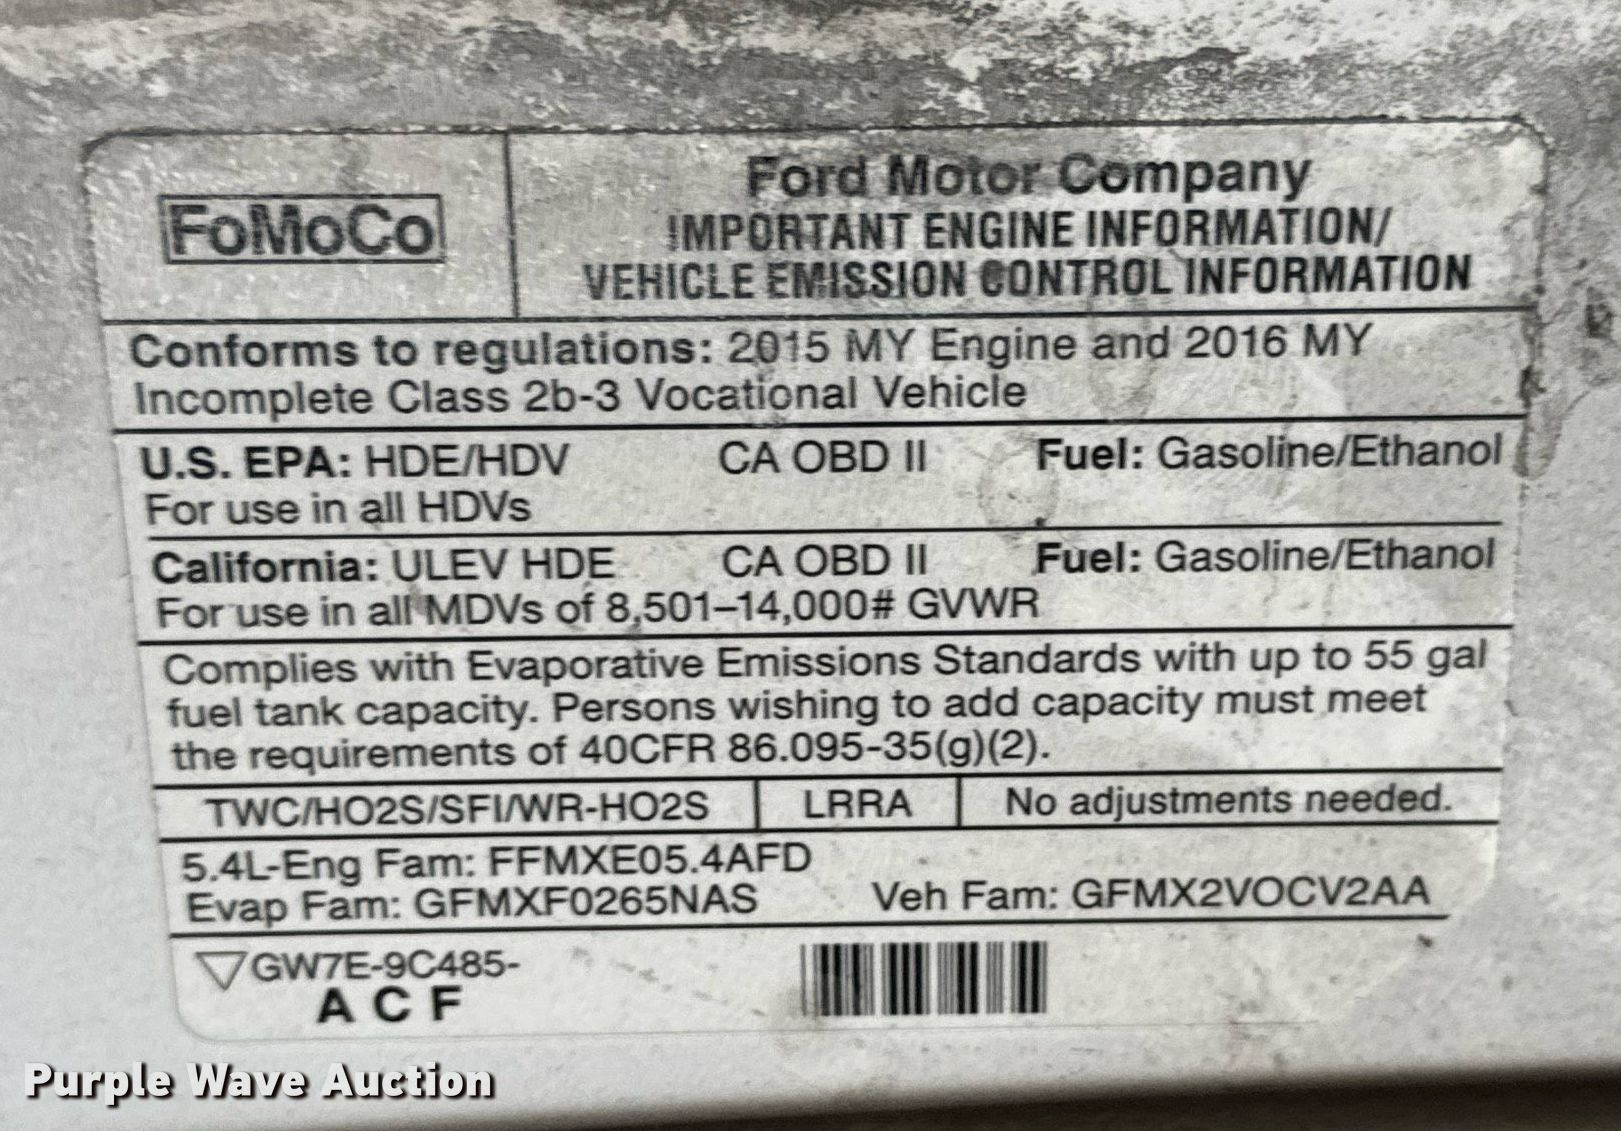 FoMoCo
Ford Motor Company
IMPORTANT ENGINE INFORMATION/
VEHICLE EMISSION CONTROL INFORMATION
Conforms to regulations: 2015 MY Engine and 2016 MY
Incomplete Class 2b-3 Vocational Vehicle
U.S. EPA: HDE/HDV CA OBD II Fuel: Gasoline/Ethanol
For use in all HDVs
California: ULEV HDE CA OBD II Fuel: Gasoline/Ethanol
For use in all MDVs of 8,501–14,000# GVWR
Complies with Evaporative Emissions Standards with up to 55 gal
fuel tank capacity. Persons wishing to add capacity must meet
the requirements of 40CFR 86.095-35(g)(2).
TWC/HO2S/SFI/WR-HO2S LRRA No adjustments needed.
5.4L-Eng Fam: FFMXE05.4AFD
Evap Fam: GFMXF0265NAS Veh Fam: GFMX2VOCV2AA
GW7E-9C485-
A C F
Purple Wave Auction